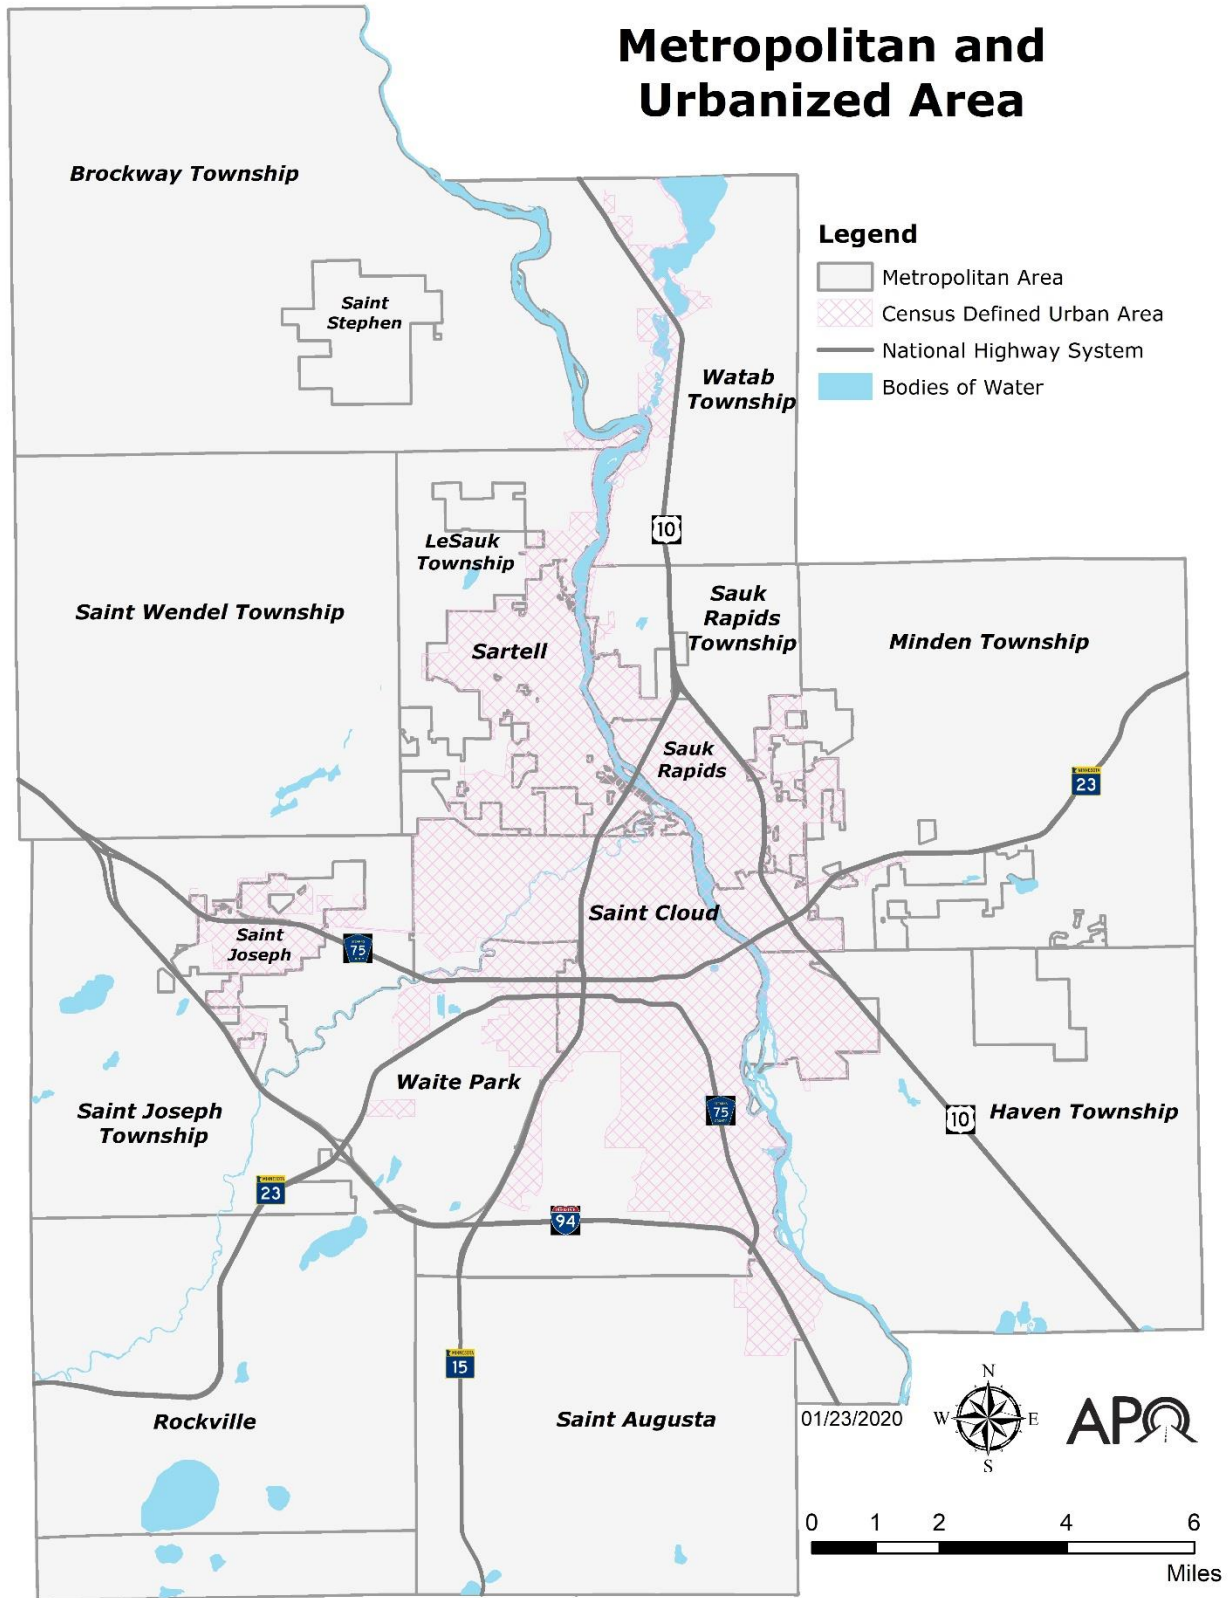 Metropolitan and
Urbanized Area
Brockway Township
Saint
Stephen
Legend
Metropolitan Area
Census Defined Urban Area
National Highway System
Bodies of Water
Watab
Township
10
LeSauk
Township
Sauk
Rapids
Township
Saint Wendel Township
Sartell
Minden Township
Sauk
Rapids
23
Saint Cloud
Saint
Joseph
75
Waite Park
Saint Joseph
Township
75
10
Haven Township
23
94
15
Rockville
Saint Augusta
01/23/2020
N
W
E
S
APO
0 1 2 4 6
Miles